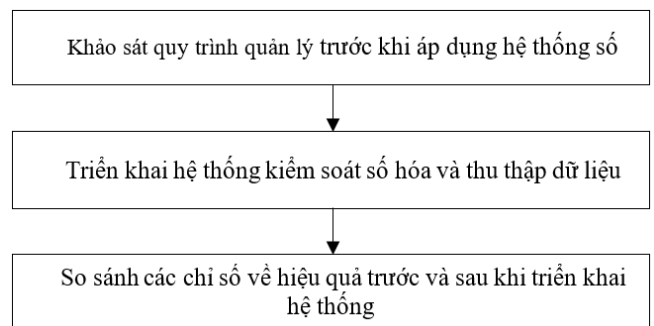 Khảo sát quy trình quản lý trước khi áp dụng hệ thống số
Triển khai hệ thống kiểm soát số hóa và thu thập dữ liệu
So sánh các chỉ số về hiệu quả trước và sau khi triển khai
hệ thống